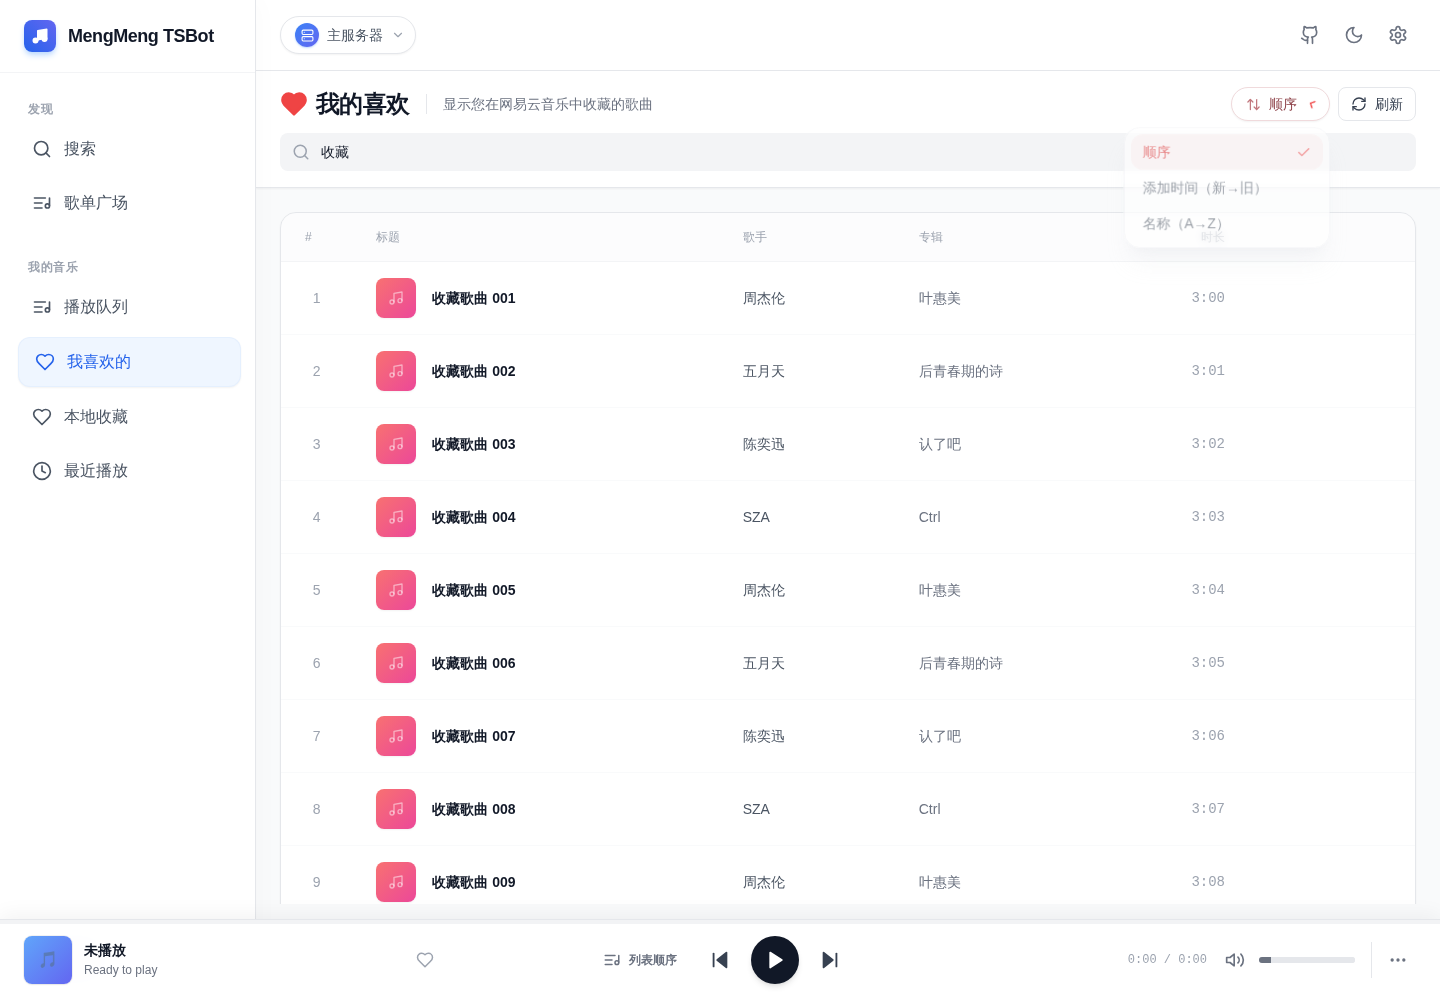 MengMeng TSBot
主服务器
发现
搜索
歌单广场
我的音乐
播放队列
我喜欢的
本地收藏
最近播放
我的喜欢
显示您在网易云音乐中收藏的歌曲
顺序
刷新
收藏
顺序
添加时间（新→旧）
名称（A→Z）
# 标题 歌手 专辑 时长
1 收藏歌曲 001 周杰伦 叶惠美 3:00
2 收藏歌曲 002 五月天 后青春期的诗 3:01
3 收藏歌曲 003 陈奕迅 认了吧 3:02
4 收藏歌曲 004 SZA Ctrl 3:03
5 收藏歌曲 005 周杰伦 叶惠美 3:04
6 收藏歌曲 006 五月天 后青春期的诗 3:05
7 收藏歌曲 007 陈奕迅 认了吧 3:06
8 收藏歌曲 008 SZA Ctrl 3:07
9 收藏歌曲 009 周杰伦 叶惠美 3:08
未播放
Ready to play
列表顺序
0:00 / 0:00